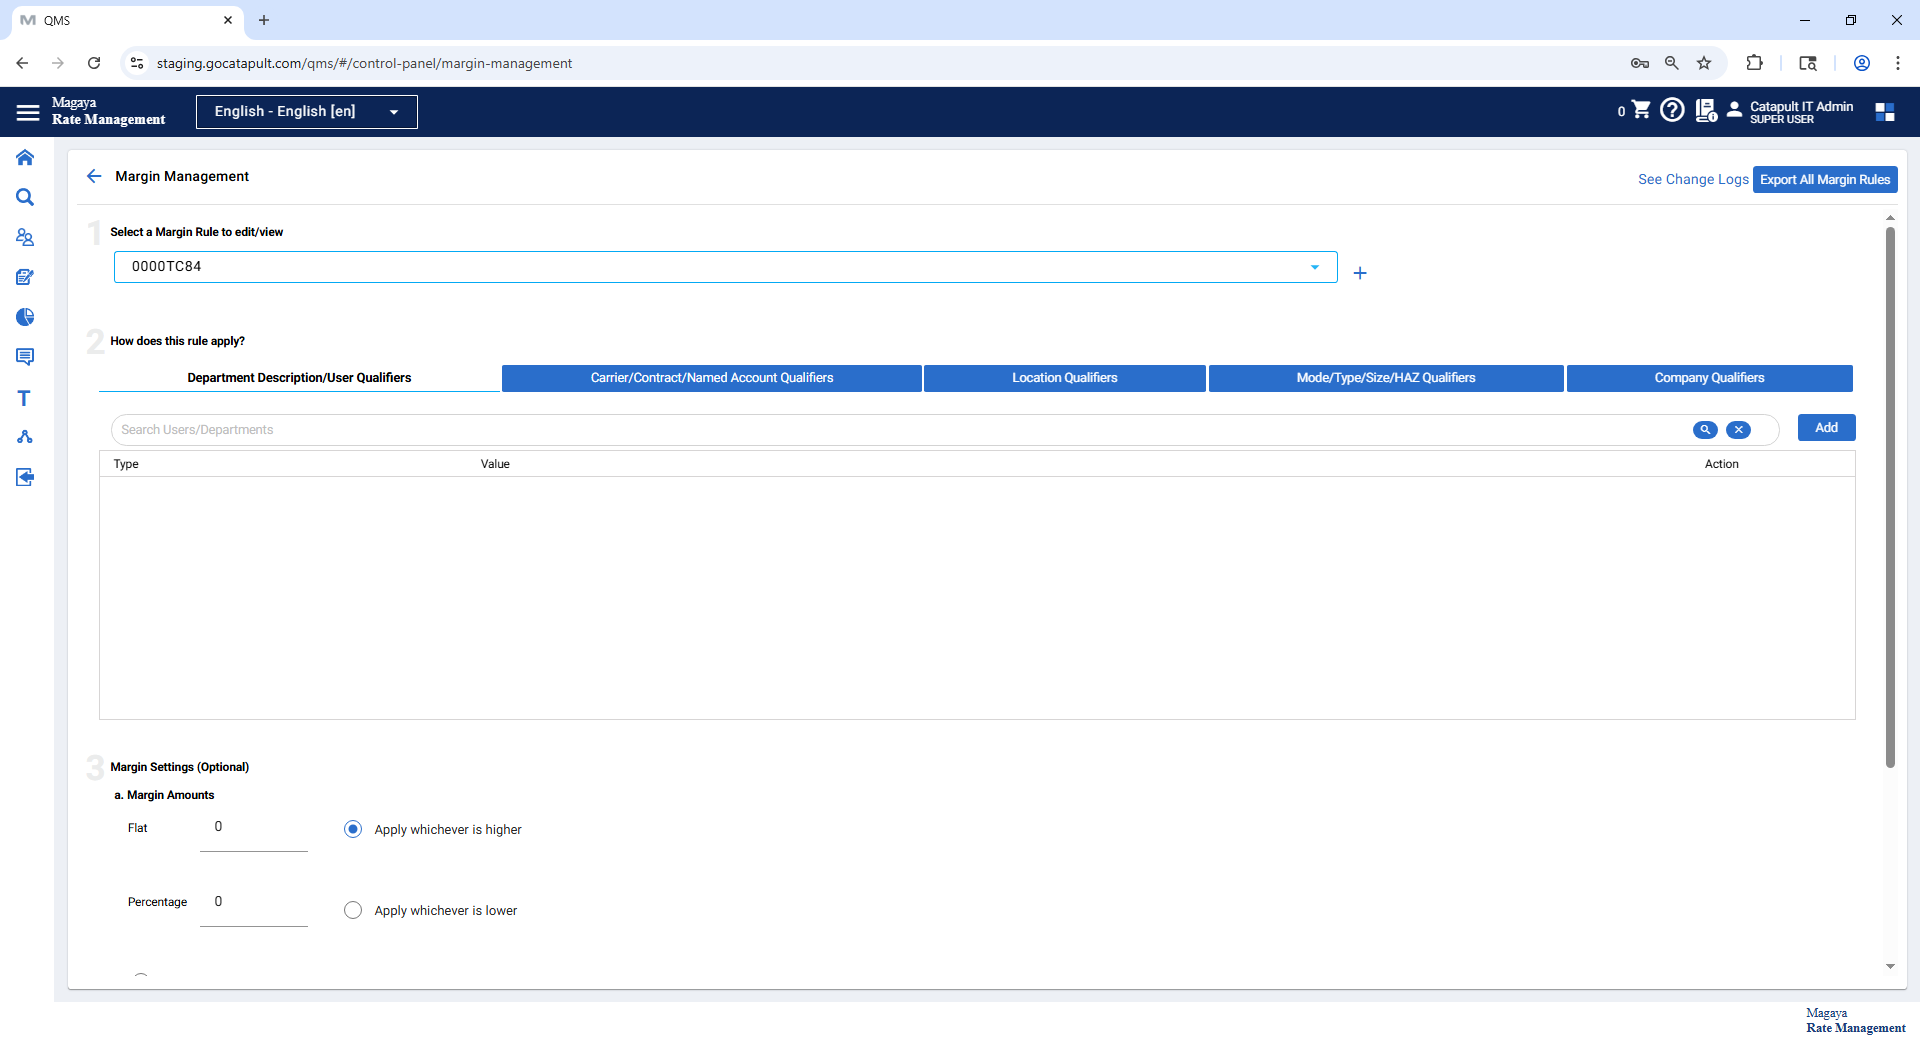 QMS
staging.gocatapult.com/qms/#/control-panel/margin-management
Magaya
Rate Management
English - English [en]
0
Catapult IT Admin
SUPER USER
Margin Management
See Change Logs
Export All Margin Rules
1
Select a Margin Rule to edit/view
0000TC84
2
How does this rule apply?
Department Description/User Qualifiers
Carrier/Contract/Named Account Qualifiers
Location Qualifiers
Mode/Type/Size/HAZ Qualifiers
Company Qualifiers
Search Users/Departments
Add
Type
Value
Action
3
Margin Settings (Optional)
a. Margin Amounts
Flat
0
Apply whichever is higher
Percentage
0
Apply whichever is lower
Magaya
Rate Management